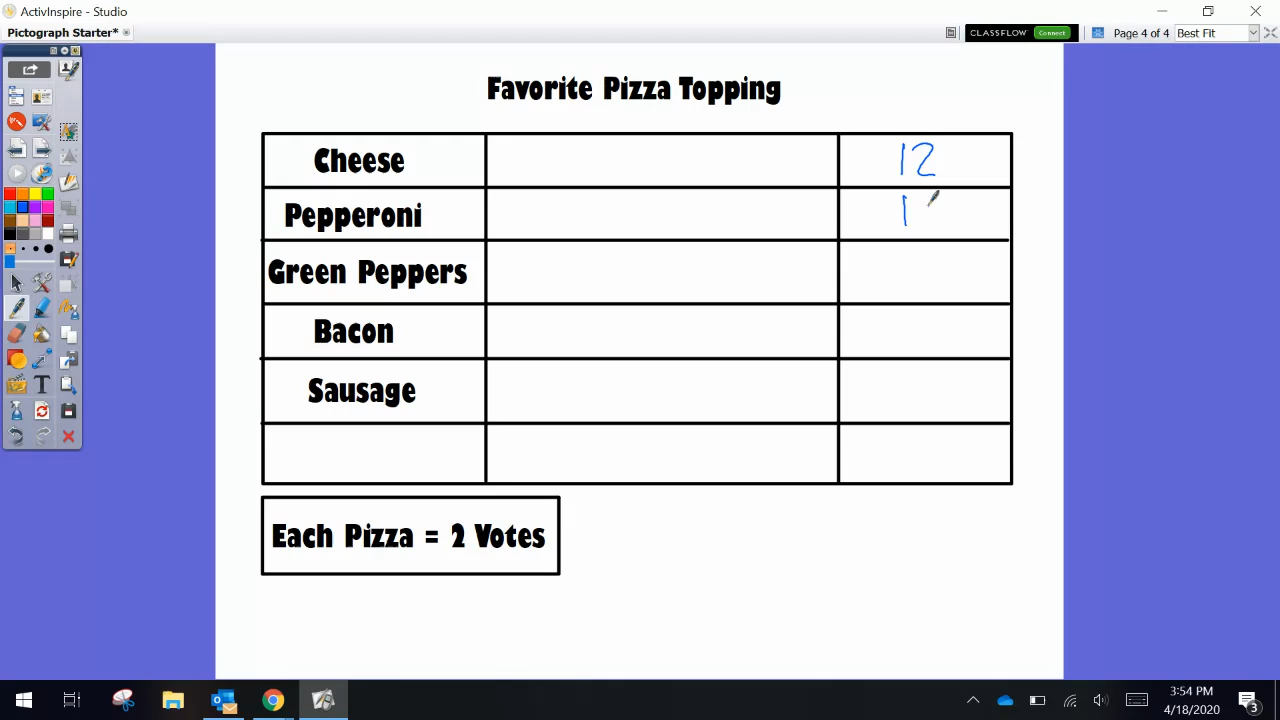 ActivInspire - Studio
Pictograph Starter*
CLASSFLOW Connect
Page 4 of 4
Best Fit
Favorite Pizza Topping
Cheese 12
Pepperoni 1
Green Peppers
Bacon
Sausage
Each Pizza = 2 Votes
3:54 PM
4/18/2020
3